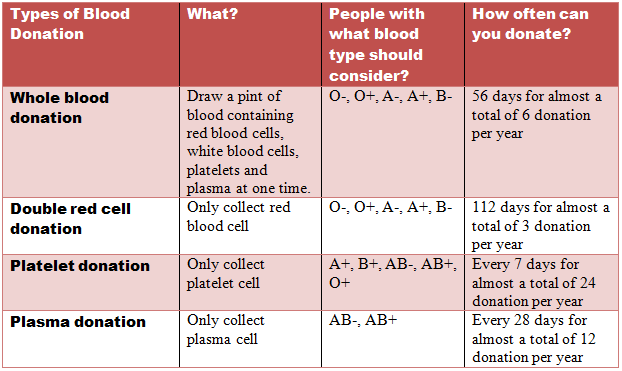 Types of Blood
Donation
What?
People with
what blood
type should
consider?
How often can
you donate?
Whole blood
donation
Draw a pint of
blood containing
red blood cells,
white blood cells,
platelets and
plasma at one time.
O-, O+, A-, A+, B-
56 days for almost a
total of 6 donation
per year
Double red cell
donation
Only collect red
blood cell
O-, O+, A-, A+, B-
112 days for almost a
total of 3 donation
per year
Platelet donation
Only collect
platelet cell
A+, B+, AB-, AB+,
O+
Every 7 days for
almost a total of 24
donation per year
Plasma donation
Only collect
plasma cell
AB-, AB+
Every 28 days for
almost a total of 12
donation per year